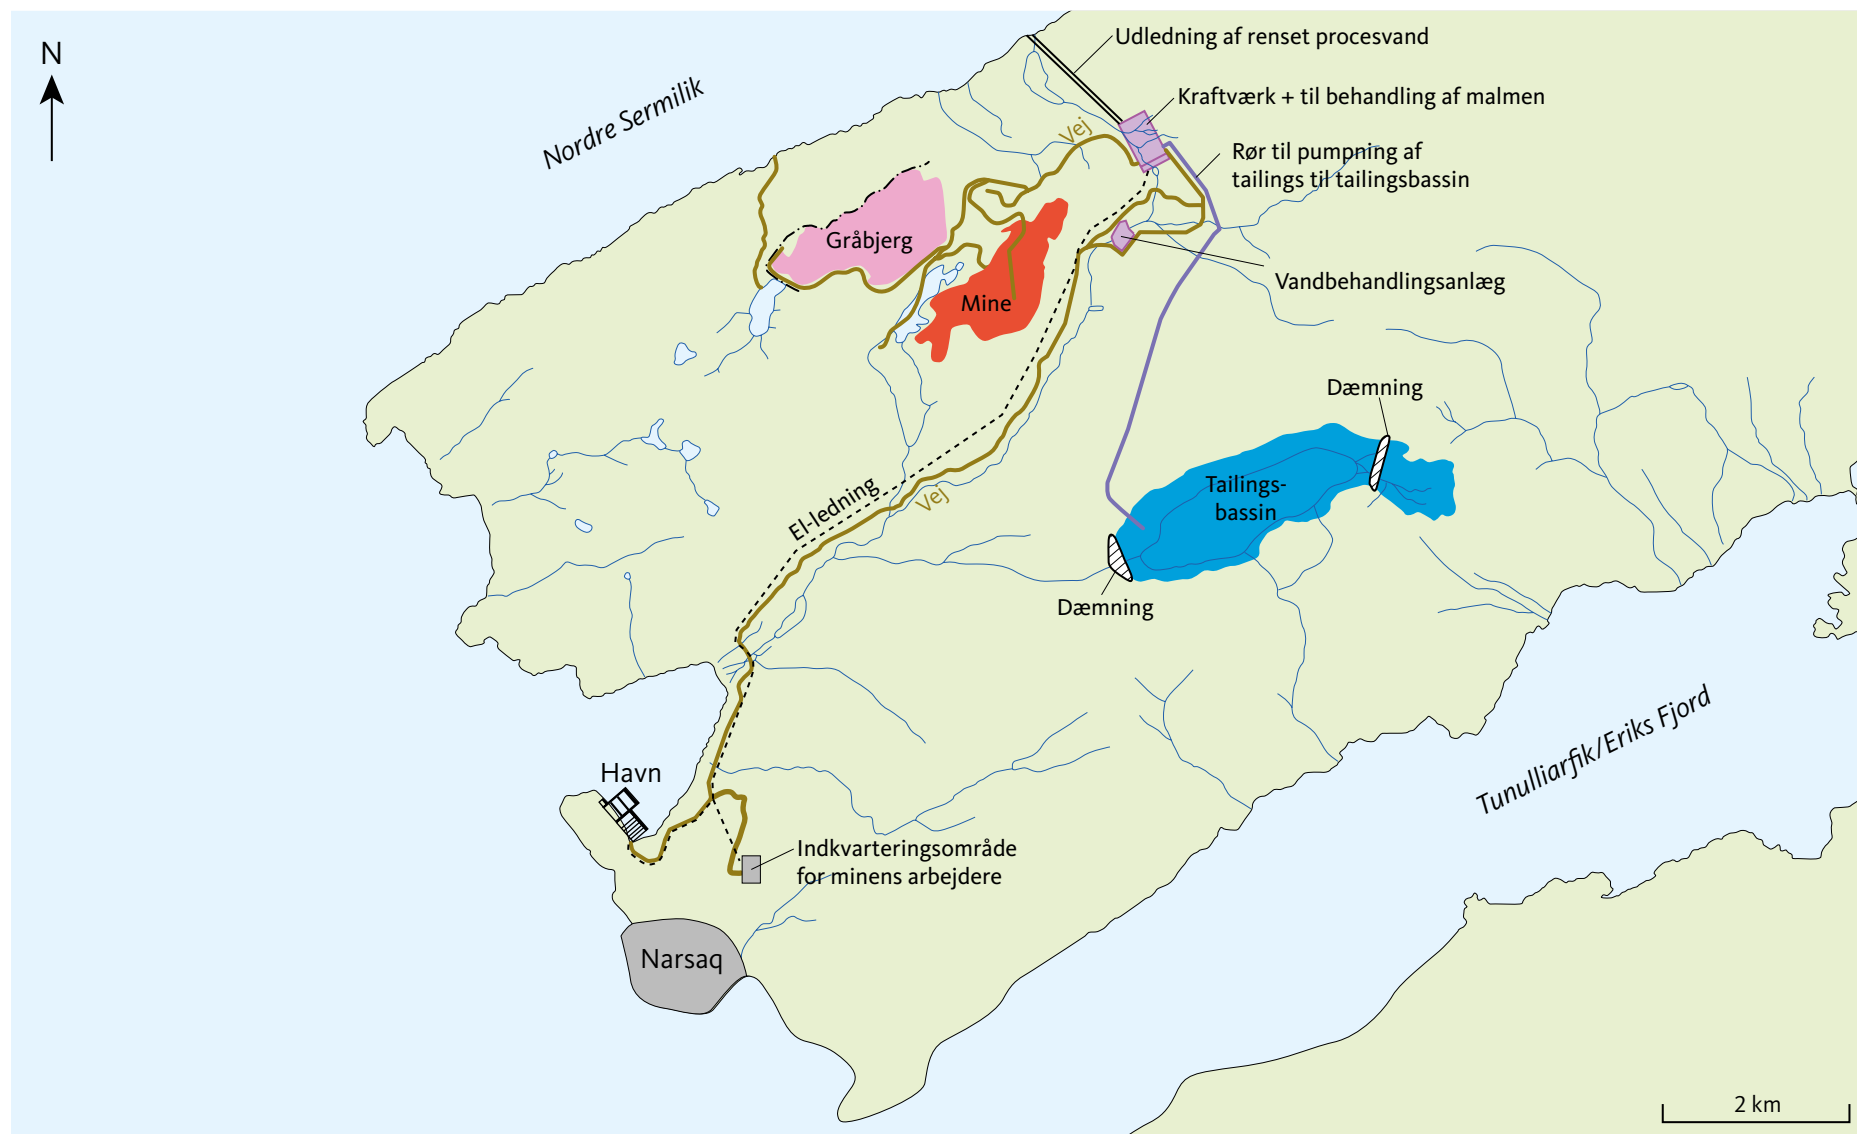 N
Udledning af renset procesvand
Nordre Sermilik
Kraftværk + til behandling af malmen
Vej
Rør til pumpning af
tailings til tailingsbassin
Gråbjerg
Vandbehandlingsanlæg
Mine
Dæmning
Tailings-
bassin
El-ledning
Vej
Dæmning
Tunulliarfik/Eriks Fjord
Havn
Indkvarteringsområde
for minens arbejdere
Narsaq
2 km